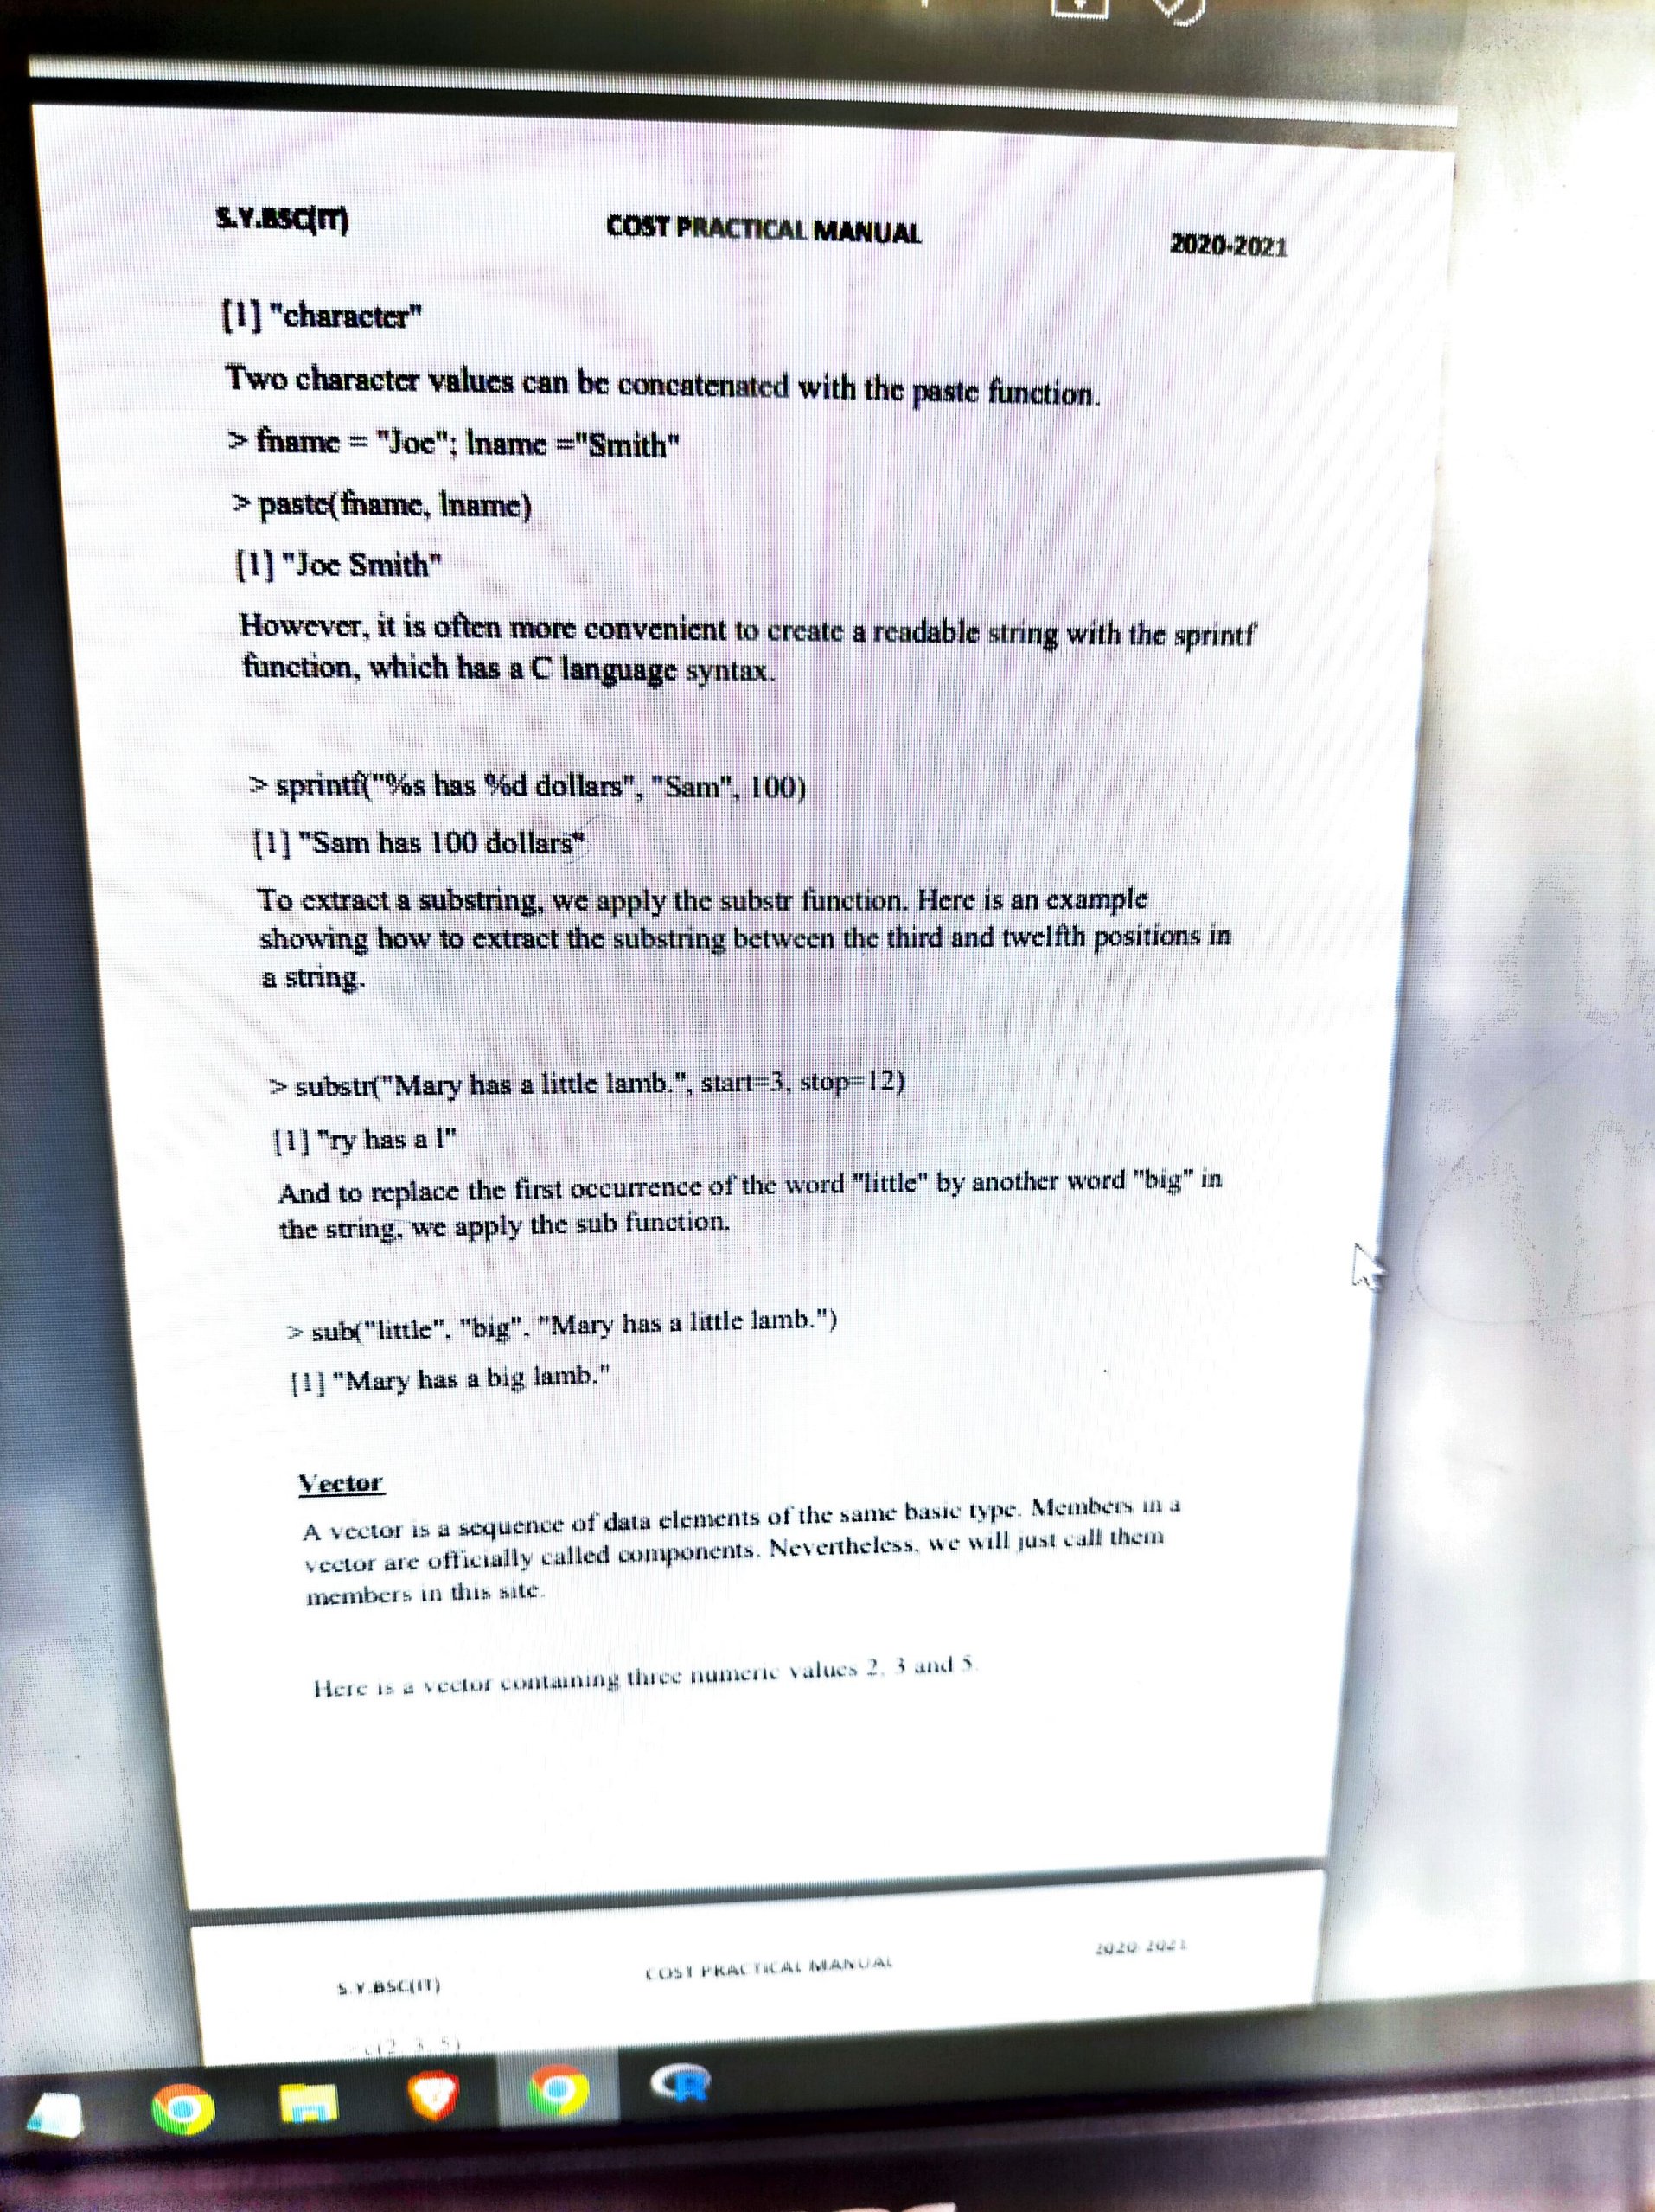 S.Y.BSC(IT) COST PRACTICAL MANUAL 2020-2021
[1] "character"
Two character values can be concatenated with the paste function.
> fname = "Joe"; lname ="Smith"
> paste(fname, lname)
[1] "Joe Smith"
However, it is often more convenient to create a readable string with the sprintf
function, which has a C language syntax.
> sprintf("%s has %d dollars", "Sam", 100)
[1] "Sam has 100 dollars"
To extract a substring, we apply the substr function. Here is an example
showing how to extract the substring between the third and twelfth positions in
a string.
> substr("Mary has a little lamb.", start=3, stop=12)
[1] "ry has a l"
And to replace the first occurrence of the word "little" by another word "big" in
the string, we apply the sub function.
> sub("little", "big", "Mary has a little lamb.")
[1] "Mary has a big lamb."
Vector
A vector is a sequence of data elements of the same basic type. Members in a
vector are officially called components. Nevertheless, we will just call them
members in this site.
Here is a vector containing three numeric values 2, 3 and 5.
S.Y.BSC(IT) COST PRACTICAL MANUAL 2020-2021
R